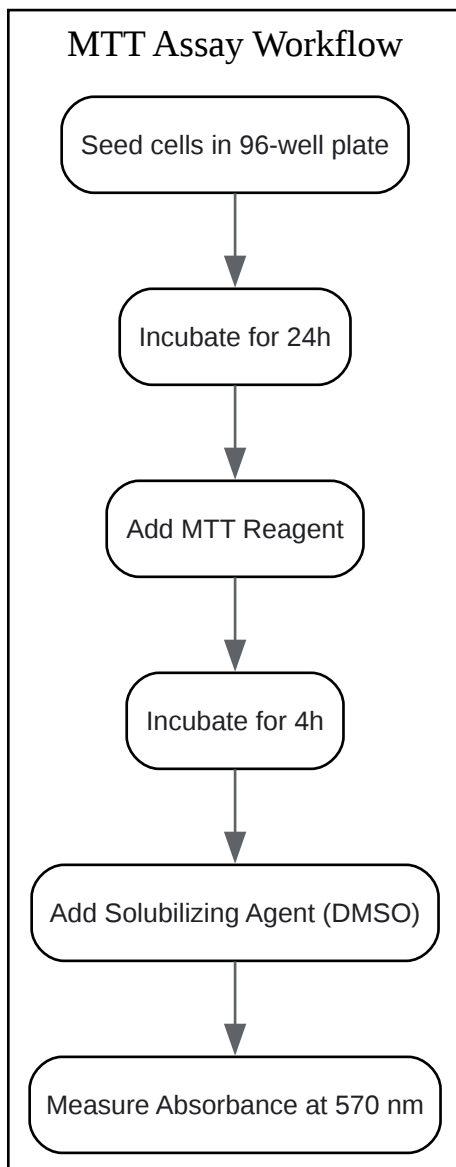 MTT Assay Workflow
Seed cells in 96-well plate
Incubate for 24h
Add MTT Reagent
Incubate for 4h
Add Solubilizing Agent (DMSO)
Measure Absorbance at 570 nm